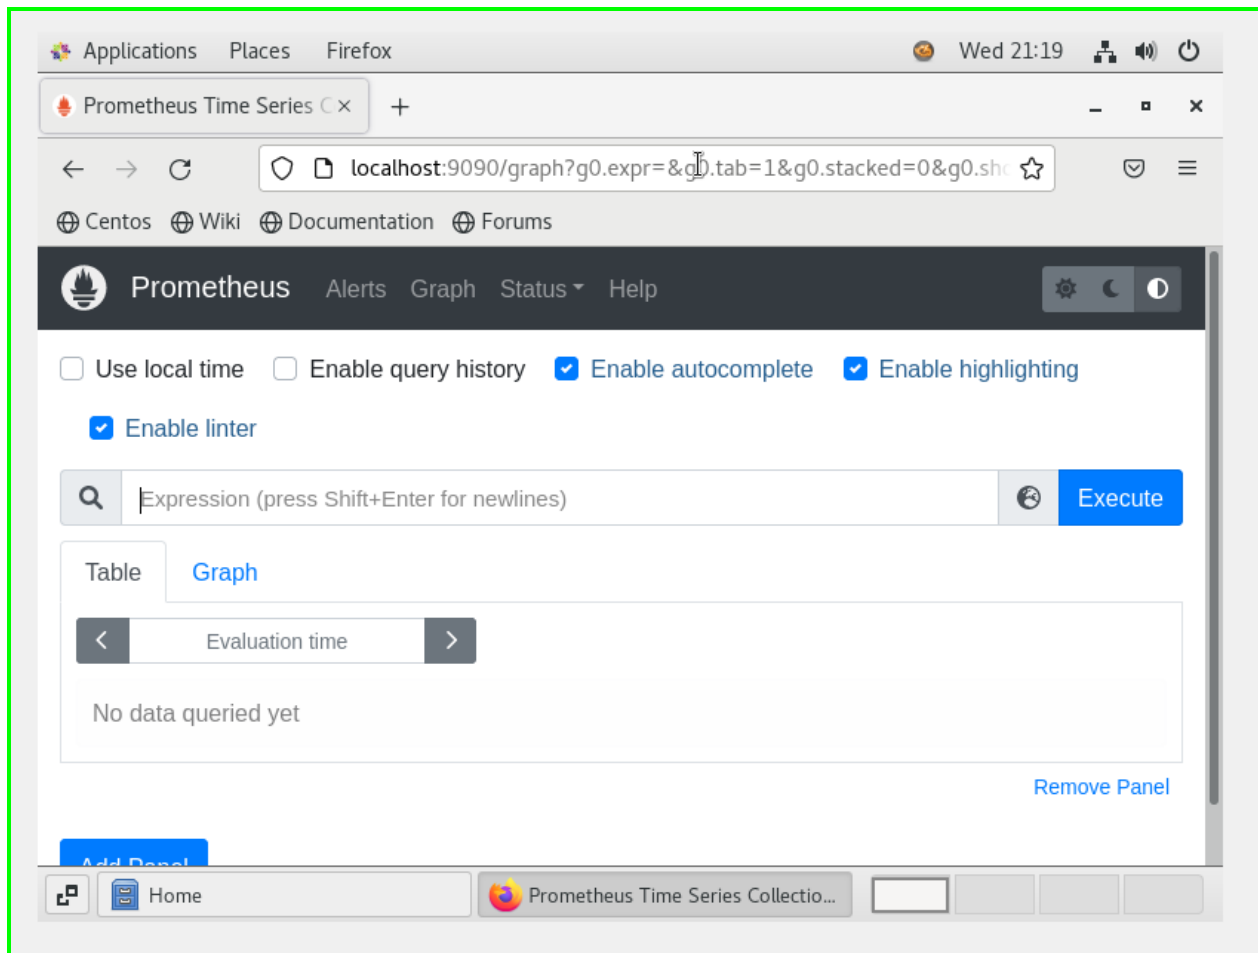 Applications Places Firefox Wed 21:19
Prometheus Time Series C
localhost:9090/graph?g0.expr=&g0.tab=1&g0.stacked=0&g0.sho
Centos Wiki Documentation Forums
Prometheus Alerts Graph Status Help
Use local time Enable query history Enable autocomplete Enable highlighting
Enable linter
Expression (press Shift+Enter for newlines) Execute
Table Graph
Evaluation time
No data queried yet
Remove Panel
Add Panel
Home Prometheus Time Series Collectio...